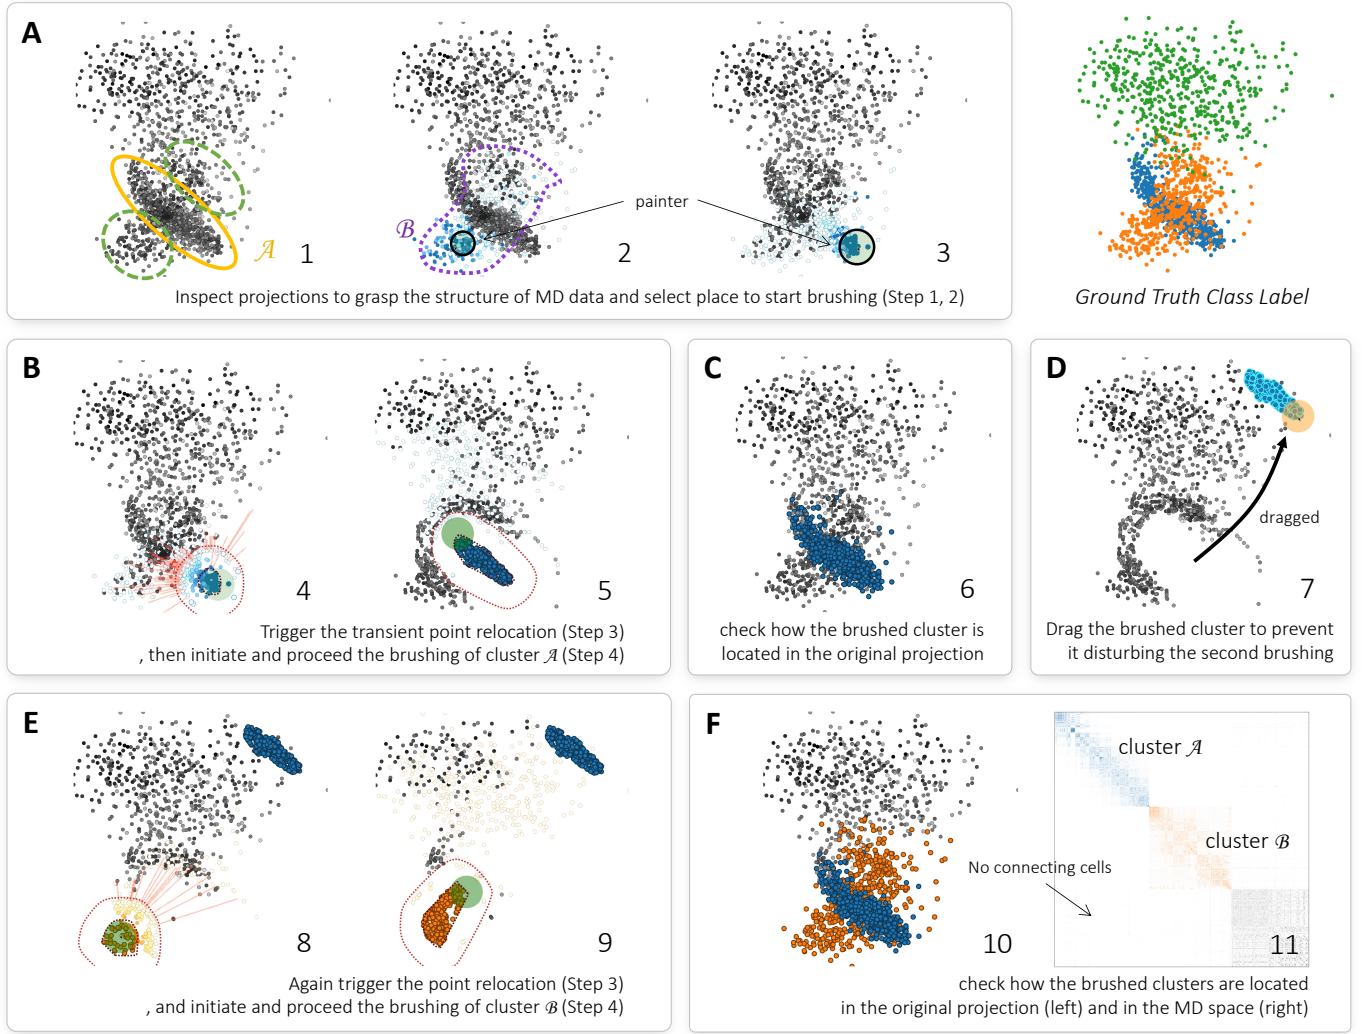 A
𝒜
1
ℬ
2
painter
3
Inspect projections to grasp the structure of MD data and select place to start brushing (Step 1, 2)
Ground Truth Class Label
B
4
5
Trigger the transient point relocation (Step 3)
, then initiate and proceed the brushing of cluster 𝒜 (Step 4)
C
6
check how the brushed cluster is
located in the original projection
D
dragged
7
Drag the brushed cluster to prevent
it disturbing the second brushing
E
8
9
Again trigger the point relocation (Step 3)
, and initiate and proceed the brushing of cluster ℬ (Step 4)
F
10
cluster 𝒜
cluster ℬ
No connecting cells
11
check how the brushed clusters are located
in the original projection (left) and in the MD space (right)